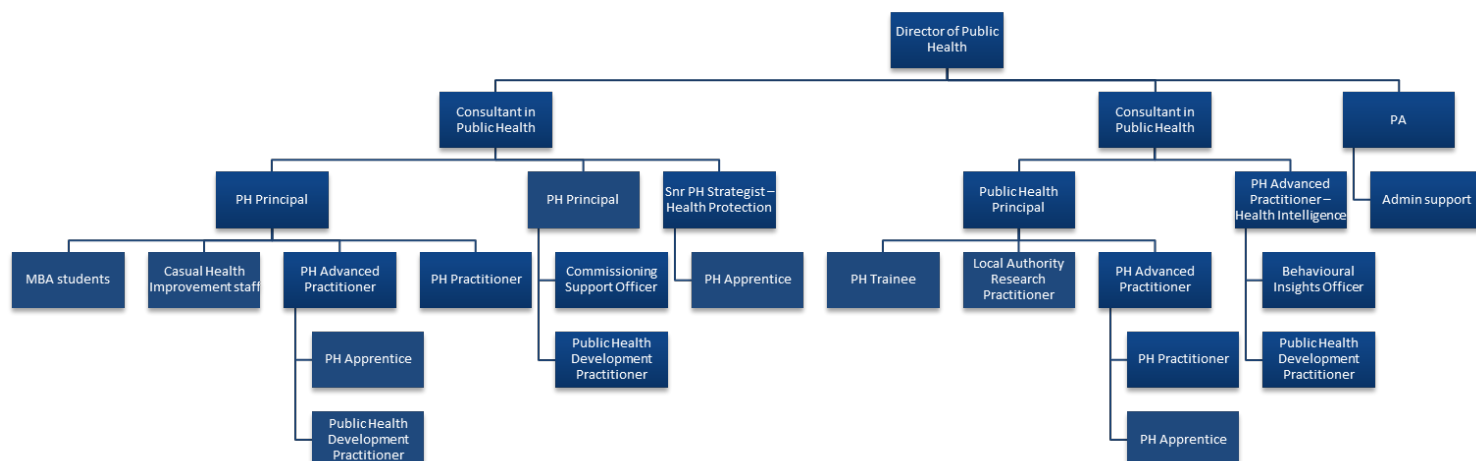 Director of Public
Health
Consultant in
Public Health
Consultant in
Public Health
PA
PH Principal
PH Principal
Snr PH Strategist –
Health Protection
Public Health
Principal
PH Advanced
Practitioner –
Health Intelligence
Admin support
MBA students
Casual Health
Improvement staff
PH Advanced
Practitioner
PH Practitioner
Commissioning
Support Officer
PH Apprentice
PH Trainee
Local Authority
Research
Practitioner
PH Advanced
Practitioner
Behavioural
Insights Officer
PH Apprentice
Public Health
Development
Practitioner
PH Practitioner
Public Health
Development
Practitioner
Public Health
Development
Practitioner
PH Apprentice